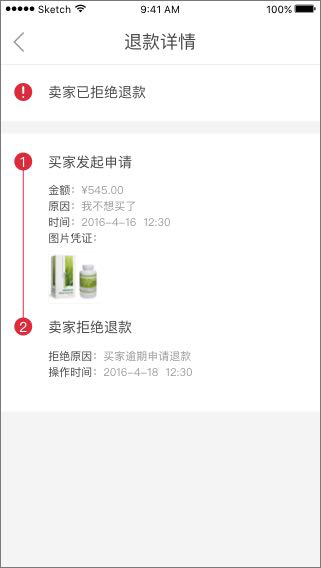 Sketch 9:41 AM 100%
退款详情
卖家已拒绝退款
1 买家发起申请
金额：¥545.00
原因：我不想买了
时间：2016-4-16 12:30
图片凭证：
2 卖家拒绝退款
拒绝原因：买家逾期申请退款
操作时间：2016-4-18 12:30